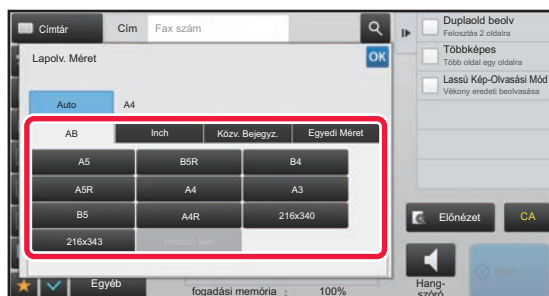 Címtár
Cím
Fax szám
Lapolv. Méret
OK
Auto
A4
AB
Inch
Közv. Bejegyz.
Egyedi Méret
A5
B5R
B4
A5R
A4
A3
B5
A4R
216x340
216x343
Hosszú Mér.
Egyéb
fogadási memória : 100%
Duplaold beolv
Felosztás 2 oldalra
Többképes
Több oldal egy oldalra
Lassú Kép-Olvasási Mód
Vékony eredeti beolvasása
Előnézet
CA
Hang-
szóró
Start